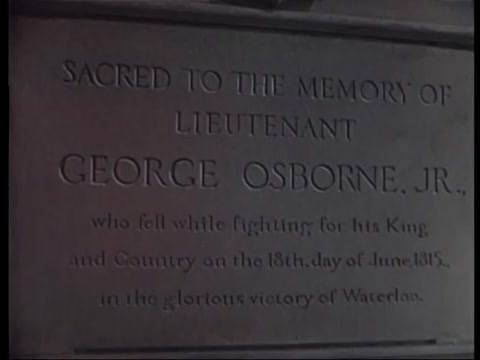 SACRED TO THE MEMORY OF
LIEUTENANT
GEORGE OSBORNE, JR.,
who fell while fighting for his King
and Country on the 18th. day of June 1815.
in the glorious victory of Waterloo.